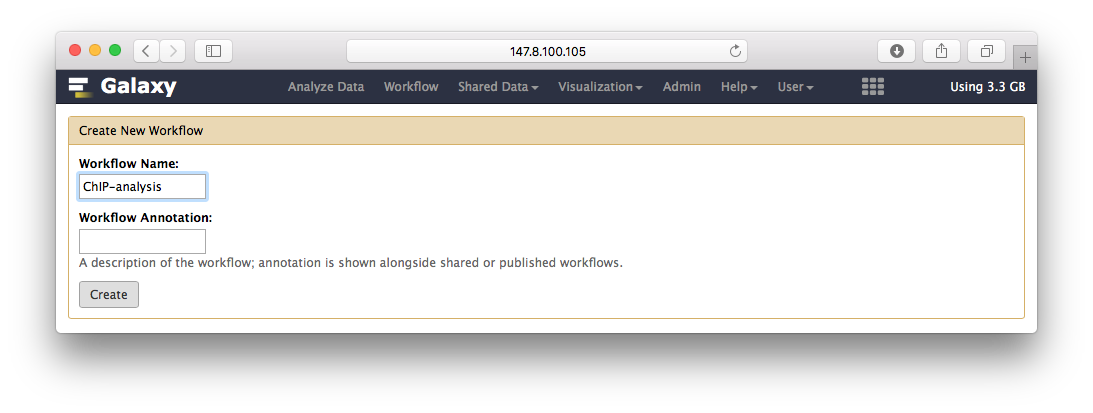 147.8.100.105
Galaxy Analyze Data Workflow Shared Data Visualization Admin Help User Using 3.3 GB
Create New Workflow
Workflow Name:
ChIP-analysis
Workflow Annotation:
A description of the workflow; annotation is shown alongside shared or published workflows.
Create